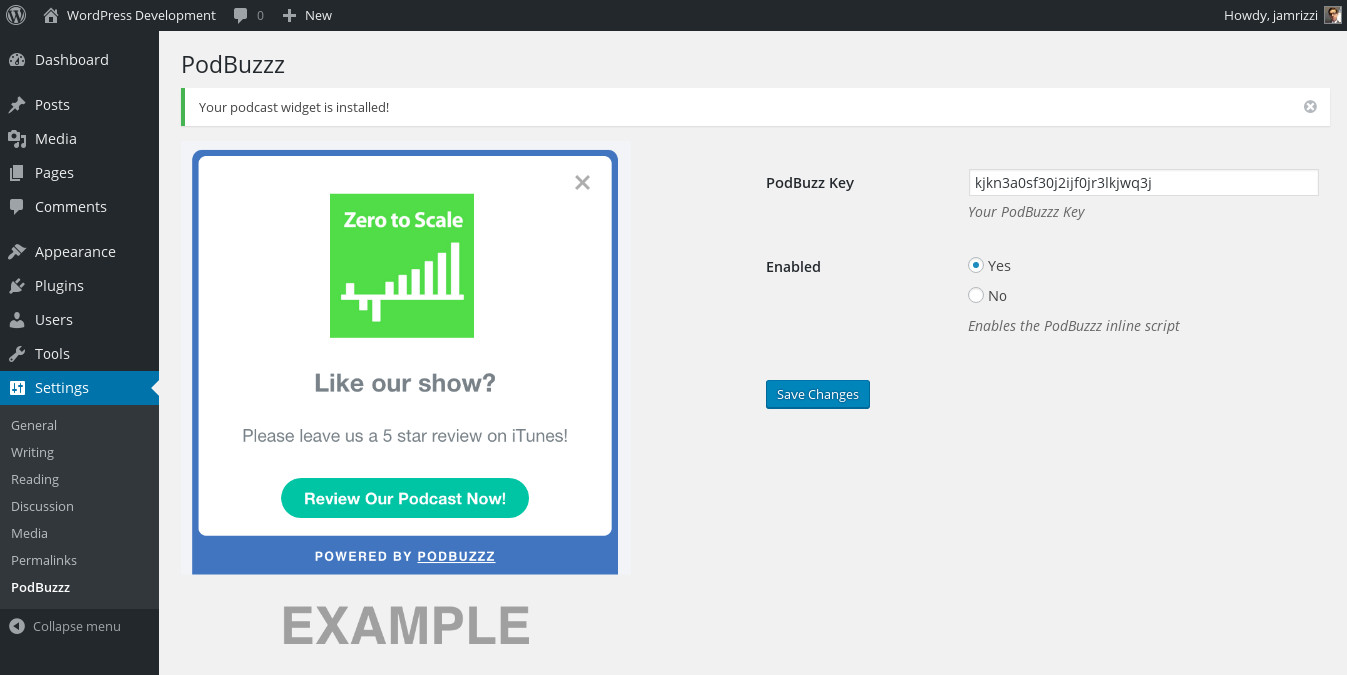 WordPress Development 0 New Howdy, jamrizzi
Dashboard
Posts
Media
Pages
Comments
Appearance
Plugins
Users
Tools
Settings
General
Writing
Reading
Discussion
Media
Permalinks
PodBuzzz
Collapse menu
PodBuzzz
Your podcast widget is installed!
Zero to Scale
Like our show?
Please leave us a 5 star review on iTunes!
Review Our Podcast Now!
POWERED BY PODBUZZZ
EXAMPLE
PodBuzz Key kjkn3a0sf30j2ijf0jr3lkjwq3j
Your PodBuzzz Key
Enabled Yes
No
Enables the PodBuzzz inline script
Save Changes